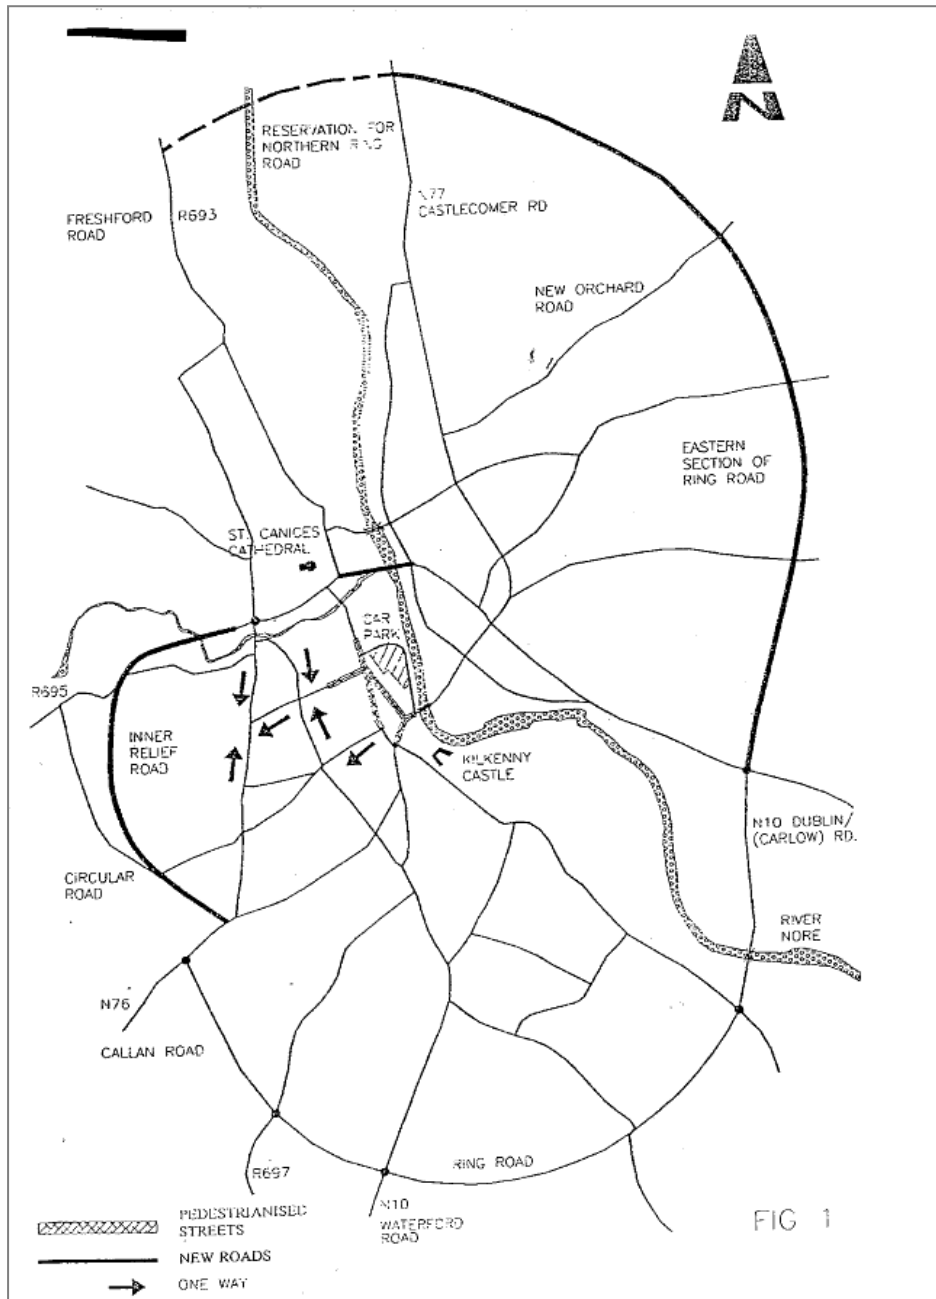 N
RESERVATION FOR
NORTHERN RING
ROAD
FRESHFORD
ROAD
R693
N77
CASTLECOMER RD
NEW ORCHARD
ROAD
EASTERN
SECTION OF
RING ROAD
ST. CANICES
CATHEDRAL
CAR
PARK
R695
INNER
RELIEF
ROAD
KILKENNY
CASTLE
N10 DUBLIN/
(CARLOW) RD.
CIRCULAR
ROAD
RIVER
NORE
N76
CALLAN ROAD
R697
RING ROAD
N10
WATERFORD
ROAD
FIG 1
PEDESTRIANISED
STREETS
NEW ROADS
ONE WAY